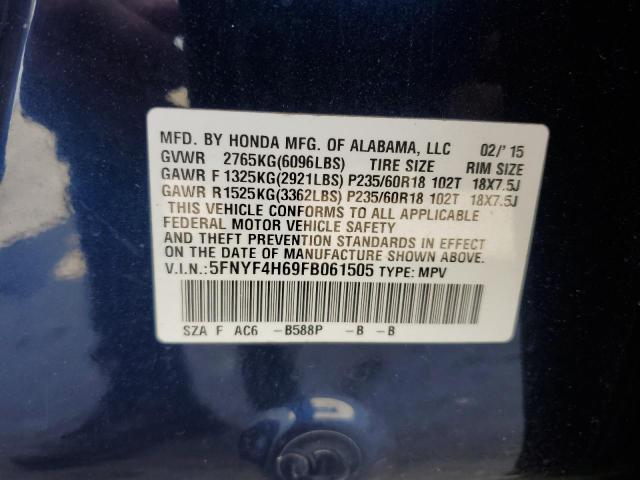 MFD. BY HONDA MFG. OF ALABAMA, LLC 02/'15
GVWR 2765KG(6096LBS) TIRE SIZE RIM SIZE
GAWR F 1325KG(2921LBS) P235/60R18 102T 18X7.5J
GAWR R 1525KG(3362LBS) P235/60R18 102T 18X7.5J
THIS VEHICLE CONFORMS TO ALL APPLICABLE
FEDERAL MOTOR VEHICLE SAFETY
AND THEFT PREVENTION STANDARDS IN EFFECT
ON THE DATE OF MANUFACTURE SHOWN ABOVE.
V.I.N.:5FNYF4H69FB061505 TYPE: MPV
SZA F AC6 -B588P -B -B